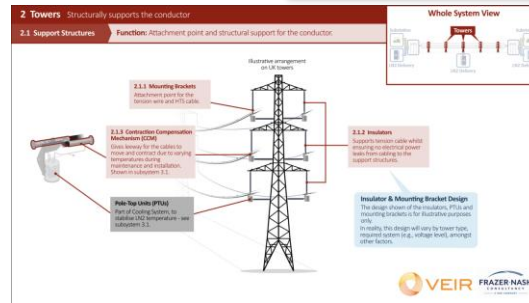 2 Towers Structurally supports the conductor
2.1 Support Structures
Function: Attachment point and structural support for the conductor.
Whole System View
Towers
Illustrative arrangement
on UK towers
2.1.1 Mounting Brackets
Attachment point for the
tension wire and HTS cable.
2.1.3 Contraction Compensation
Mechanism (CCM)
Gives leeway for the cables to
move and contract due to varying
temperatures during
maintenance and installation.
Shown in subsystem 3.1.
Pole-Top Units (PTUs)
Part of Cooling System, to
stabilise LN2 temperature - see
subsystem 3.1.
2.1.2 Insulators
Supports tension cable whilst
ensuring no electrical power
leaks from cabling to the
support structures.
Insulator & Mounting Bracket Design
The design shown of the insulators, PTUs and
mounting brackets is for illustrative purposes
only.
In reality, this design will vary by tower type,
required system (e.g., voltage level), amongst
other factors.
VEIR
FRAZER-NASH
CONSULTANCY